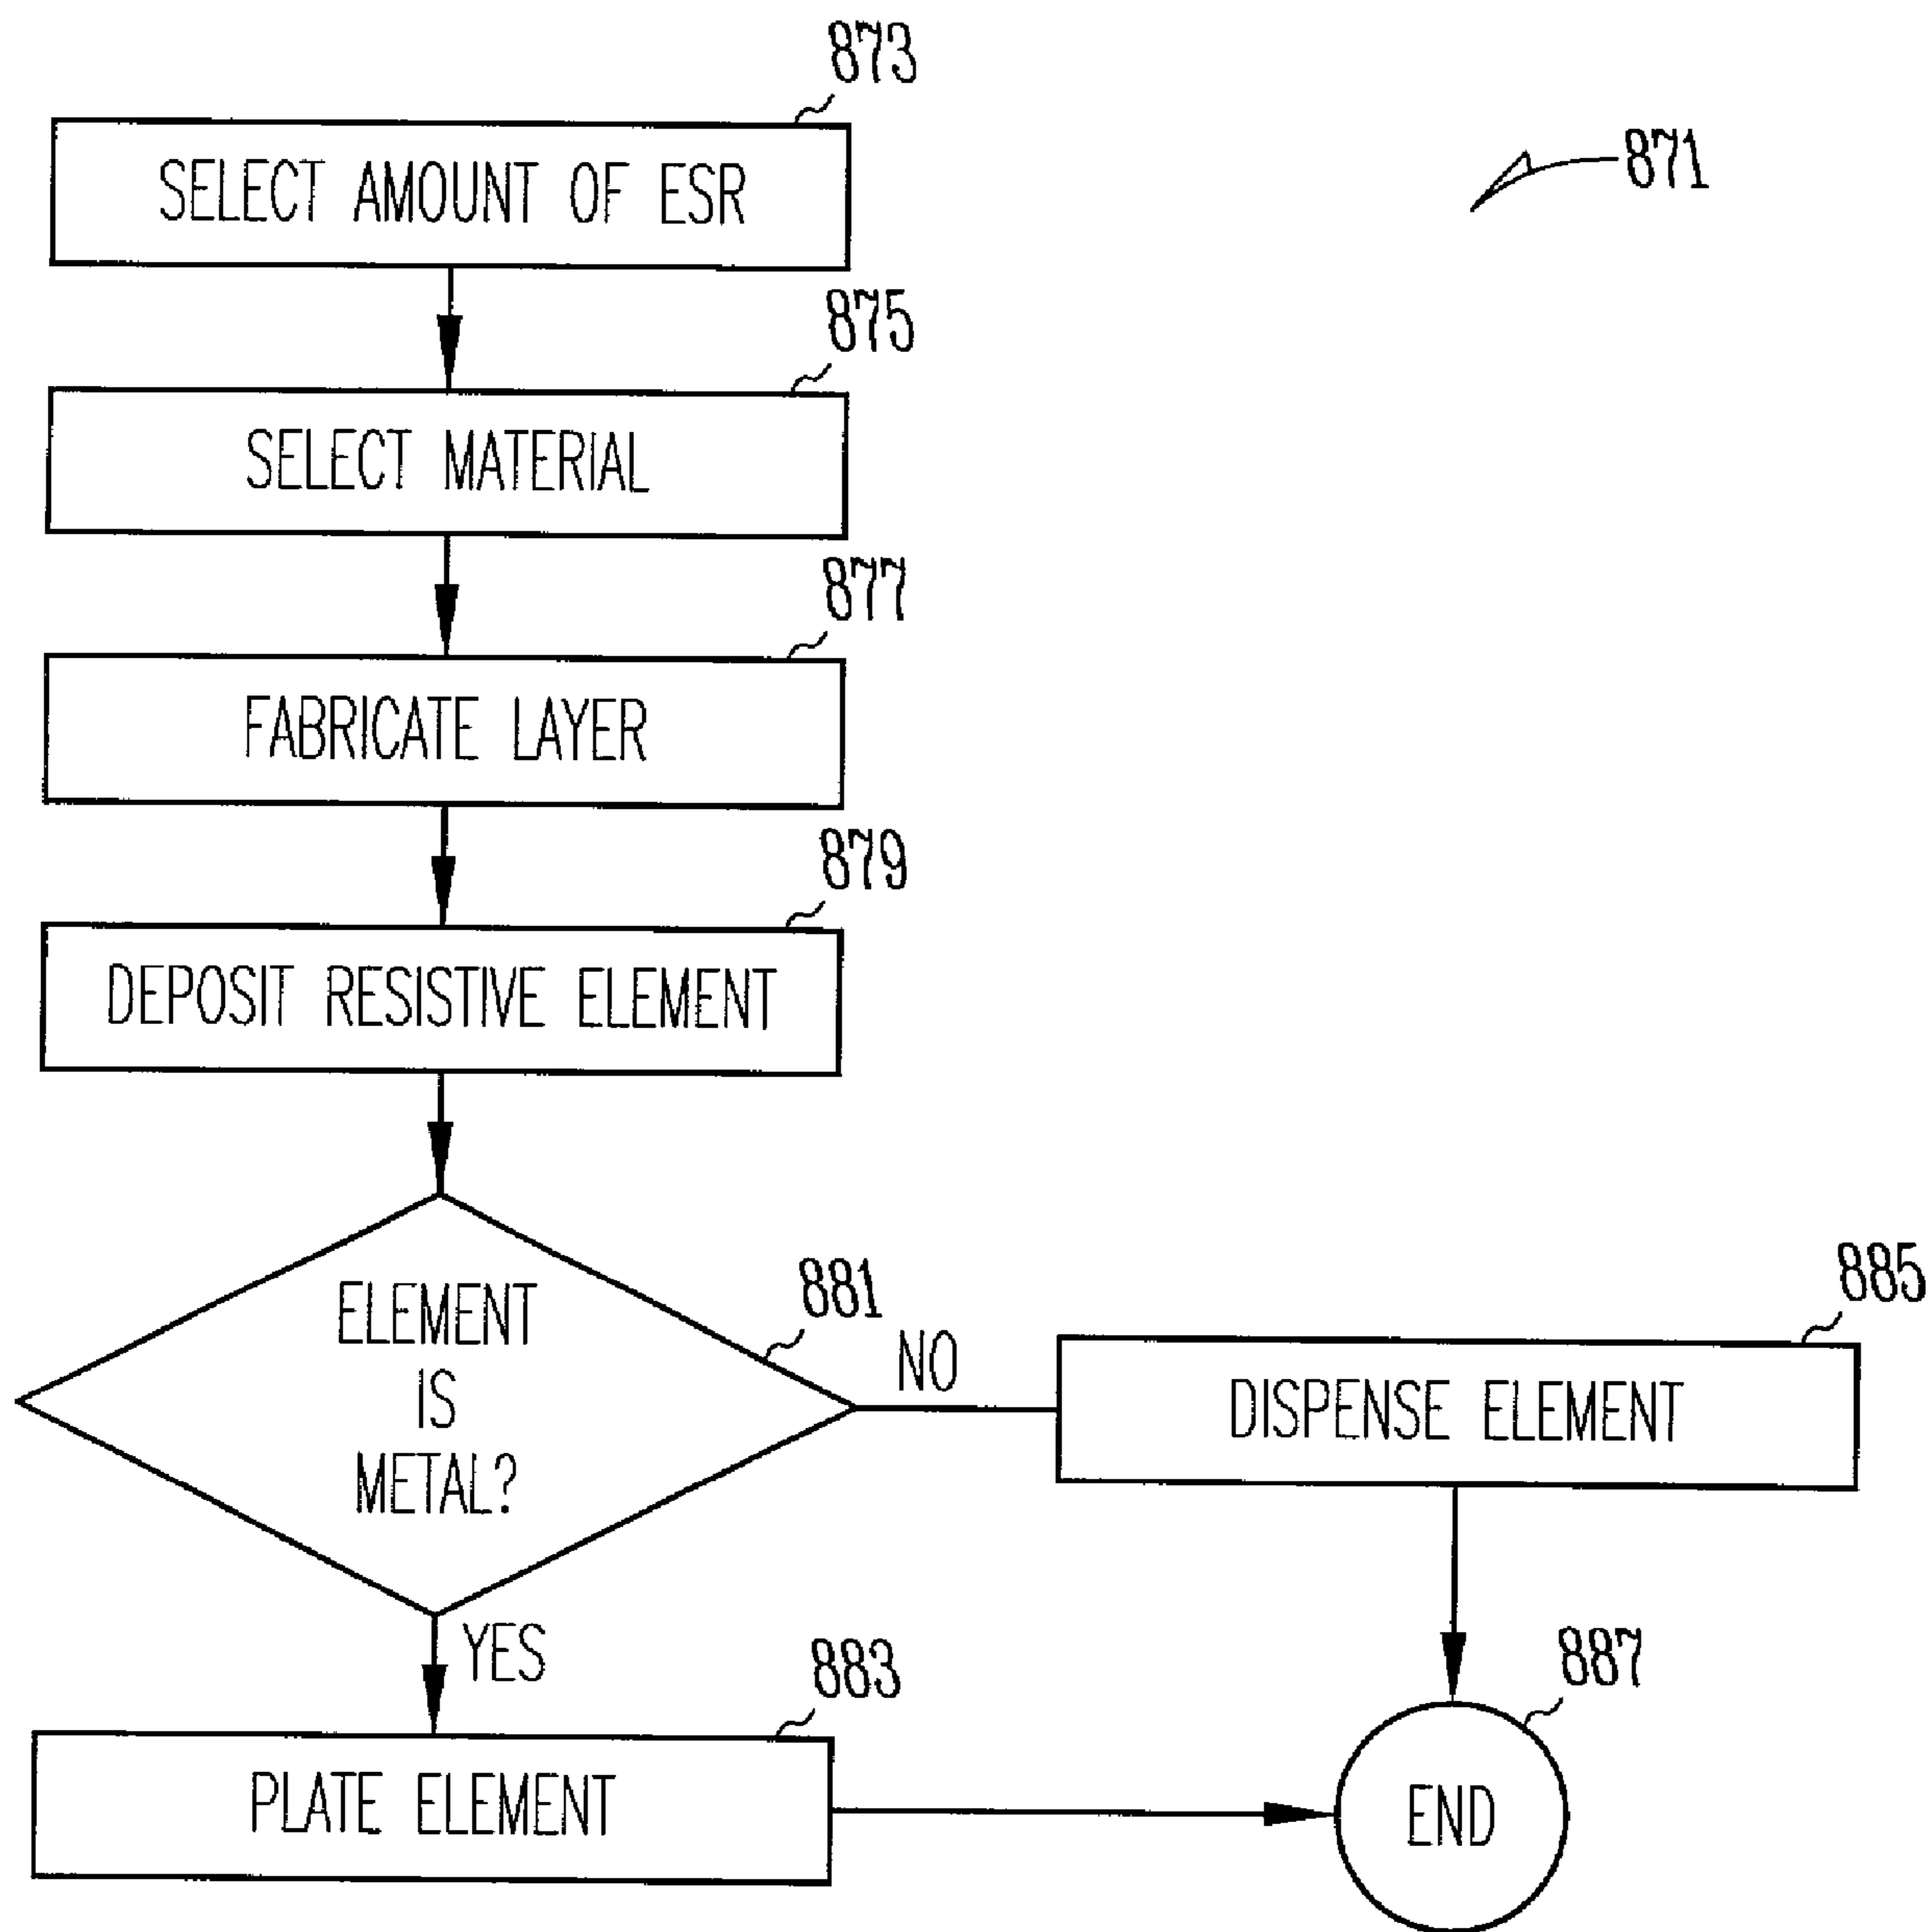 873
SELECT AMOUNT OF ESR
871
875
SELECT MATERIAL
877
FABRICATE LAYER
879
DEPOSIT RESISTIVE ELEMENT
881
ELEMENT
IS
METAL?
NO
885
DISPENSE ELEMENT
YES
883
PLATE ELEMENT
887
END